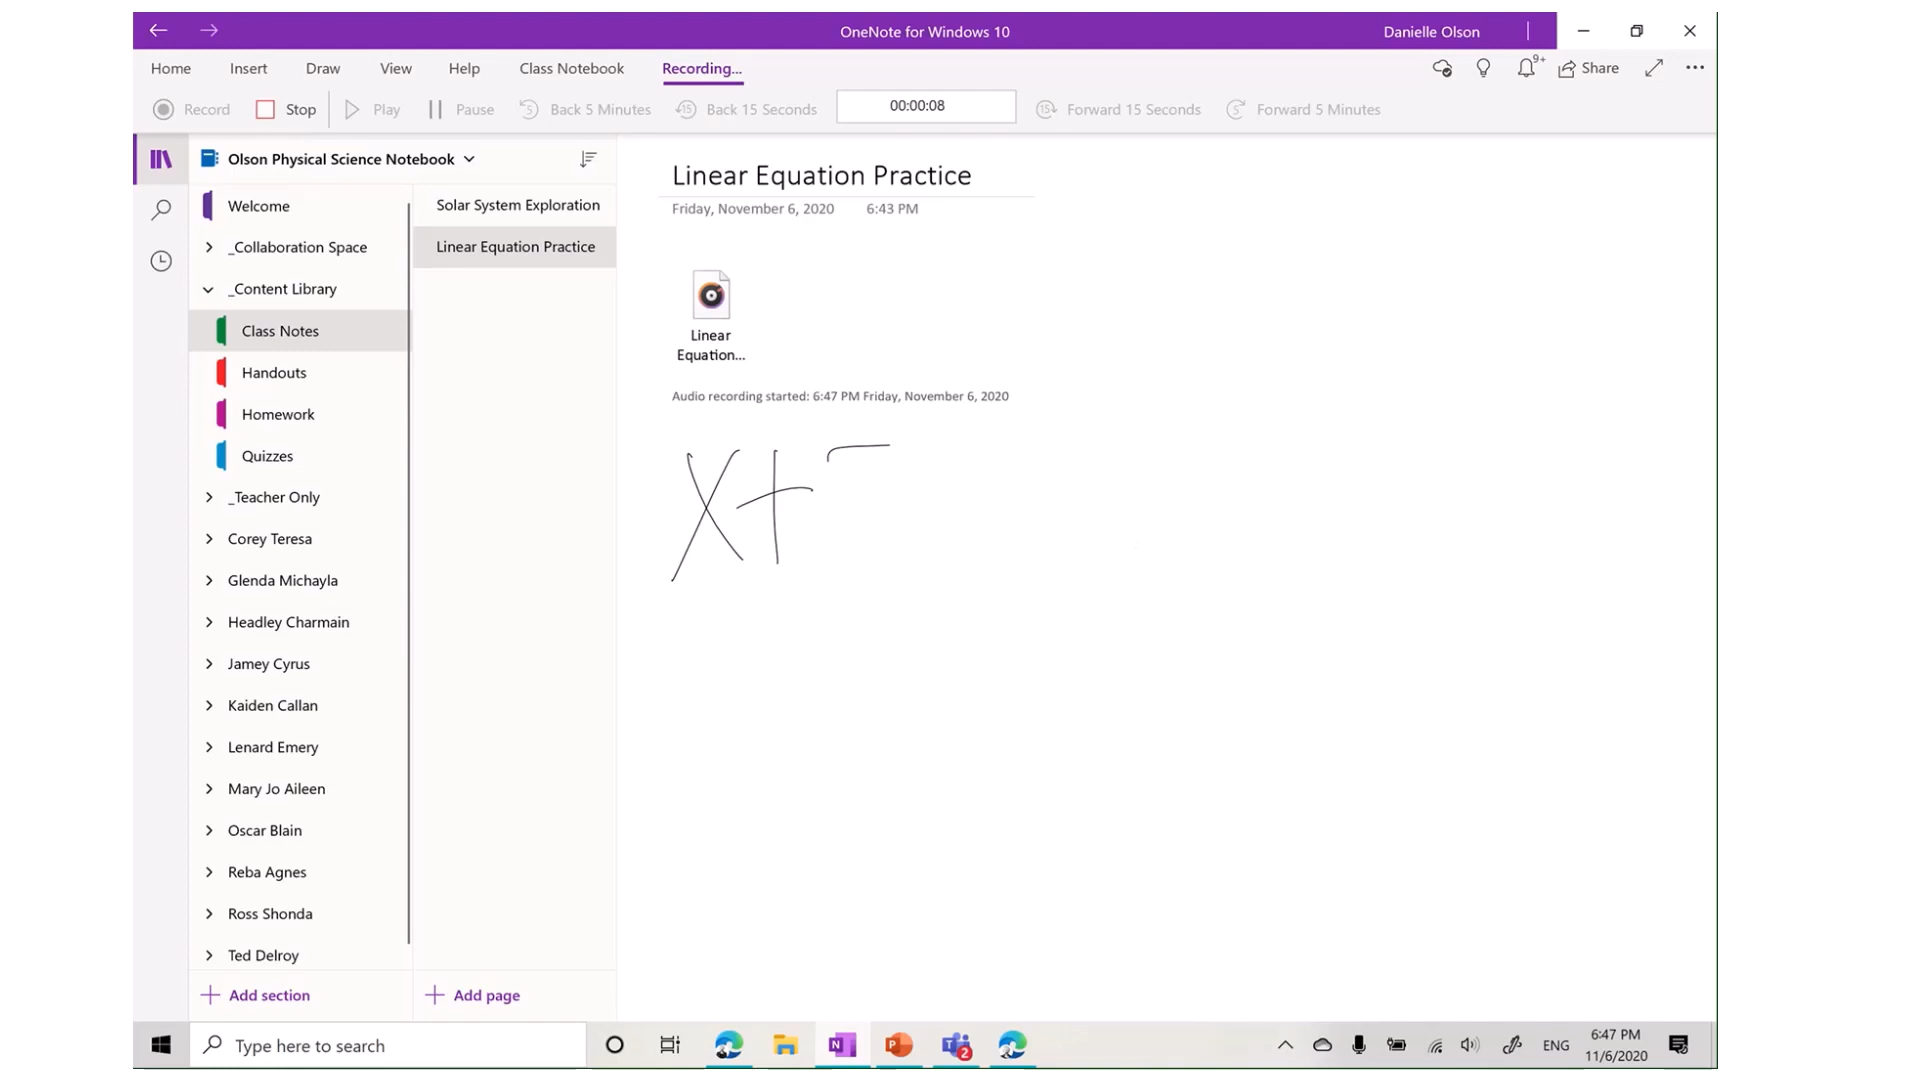 OneNote for Windows 10
Danielle Olson
Home Insert Draw View Help Class Notebook Recording...
9+ Share
Record Stop Play Pause 5 Back 5 Minutes 15 Back 15 Seconds 00:00:08 15 Forward 15 Seconds 5 Forward 5 Minutes
Olson Physical Science Notebook
Welcome
_Collaboration Space
_Content Library
Class Notes
Handouts
Homework
Quizzes
_Teacher Only
Corey Teresa
Glenda Michayla
Headley Charmain
Jamey Cyrus
Kaiden Callan
Lenard Emery
Mary Jo Aileen
Oscar Blain
Reba Agnes
Ross Shonda
Ted Delroy
Add section
Solar System Exploration
Linear Equation Practice
Add page
Linear Equation Practice
Friday, November 6, 2020 6:43 PM
Linear
Equation...
Audio recording started: 6:47 PM Friday, November 6, 2020
X+
Type here to search
N P T 2
ENG
6:47 PM
11/6/2020